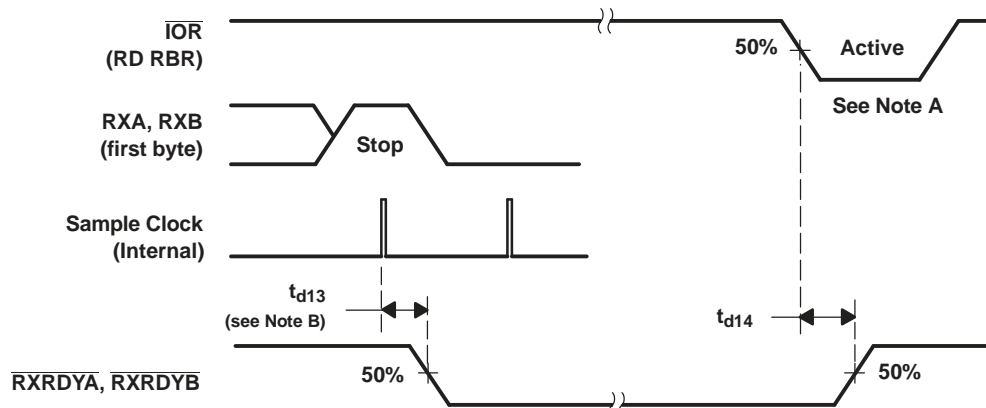 IOR
(RD RBR)
50%
Active
See Note A
RXA, RXB
(first byte)
Stop
Sample Clock
(Internal)
td13
(see Note B)
td14
RXRDYA, RXRDYB
50%
50%